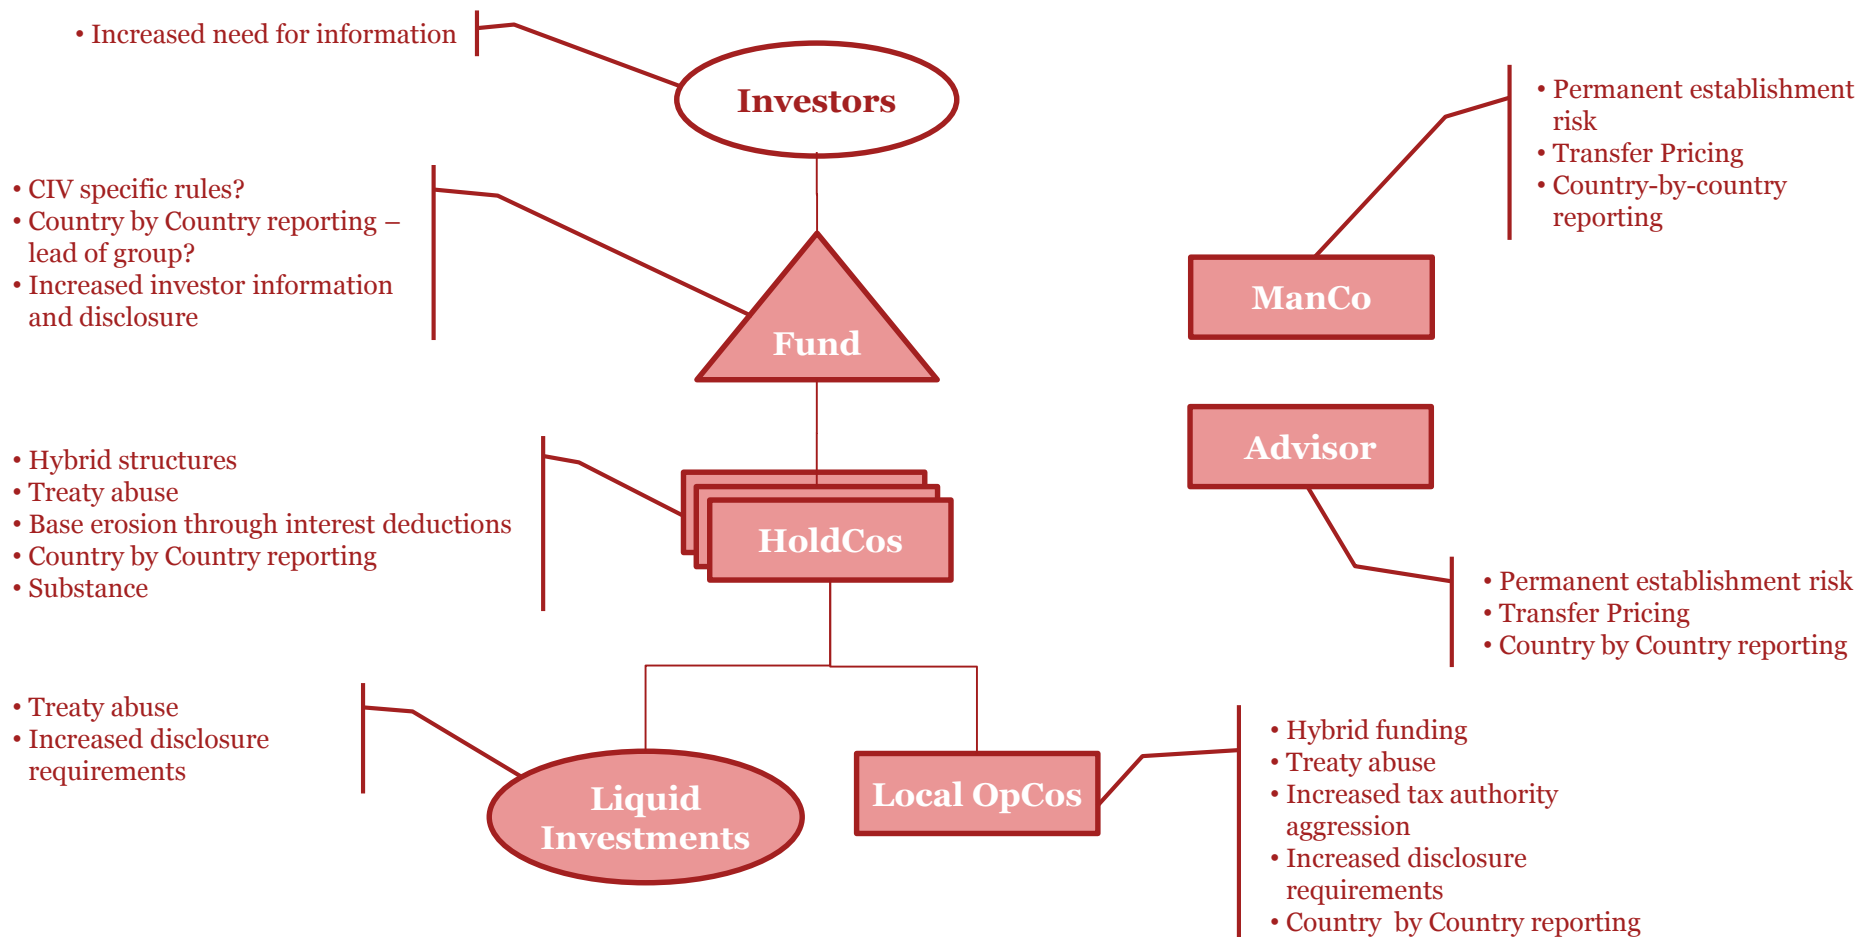 • Increased need for information
Investors
• Permanent establishment
risk
• Transfer Pricing
• Country-by-country
reporting
• CIV specific rules?
• Country by Country reporting –
lead of group?
• Increased investor information
and disclosure
Fund
ManCo
Advisor
• Hybrid structures
• Treaty abuse
• Base erosion through interest deductions
• Country by Country reporting
• Substance
HoldCos
• Permanent establishment risk
• Transfer Pricing
• Country by Country reporting
• Treaty abuse
• Increased disclosure
requirements
Liquid
Investments
Local OpCos
• Hybrid funding
• Treaty abuse
• Increased tax authority
aggression
• Increased disclosure
requirements
• Country  by Country reporting